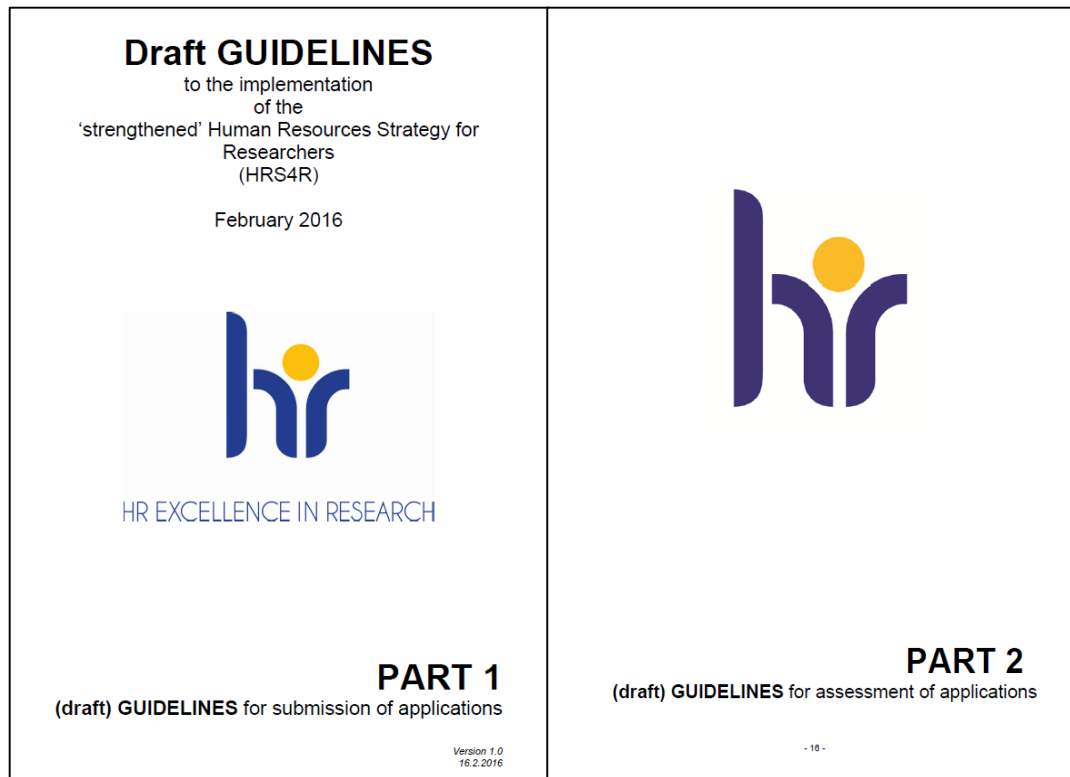 Draft GUIDELINES
to the implementation
of the
‘strengthened’ Human Resources Strategy for
Researchers
(HRS4R)
February 2016
hr
HR EXCELLENCE IN RESEARCH
PART 1
(draft) GUIDELINES for submission of applications
Version 1.0
16.2.2016
hr
PART 2
(draft) GUIDELINES for assessment of applications
- 16 -